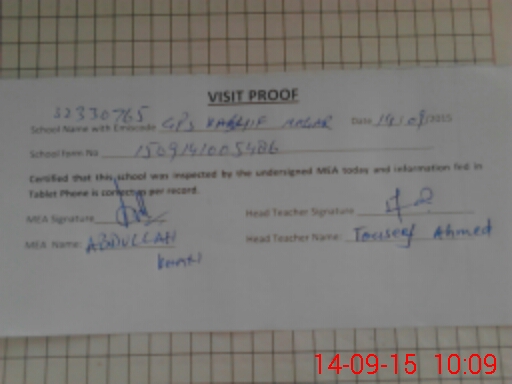 VISIT PROOF
32330765
School Name with Emiscode GPS Date 14/09/2015
School form No 1509141005486
Certified that this school was inspected by the undersigned MEA today and information fed in
Tablet Phone is correct as per record.
MEA Signature Head Teacher Signature
MEA Name: ABDULLAH Head Teacher Name: Touseef Ahmed
14-09-15 10:09